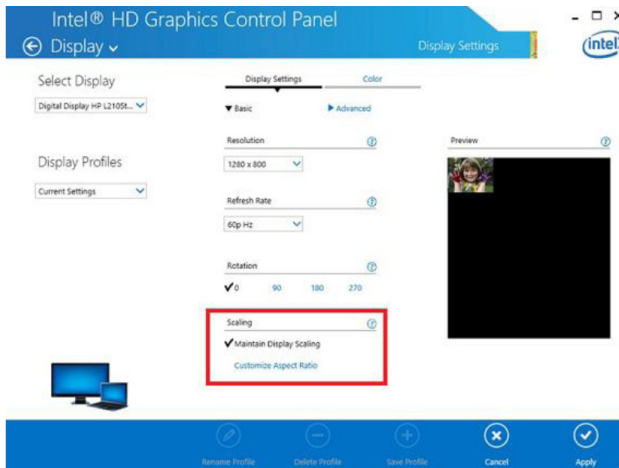 Intel® HD Graphics Control Panel
Display
Display Settings
intel
Select Display
Digital Display HP L2105t...
Display Profiles
Current Settings
Display Settings
Color
Basic
Advanced
Resolution
?
1280 x 800
Refresh Rate
?
60p Hz
Rotation
?
0
90
180
270
Scaling
?
Maintain Display Scaling
Customize Aspect Ratio
Preview
?
Rename Profile
Delete Profile
Save Profile
Cancel
Apply